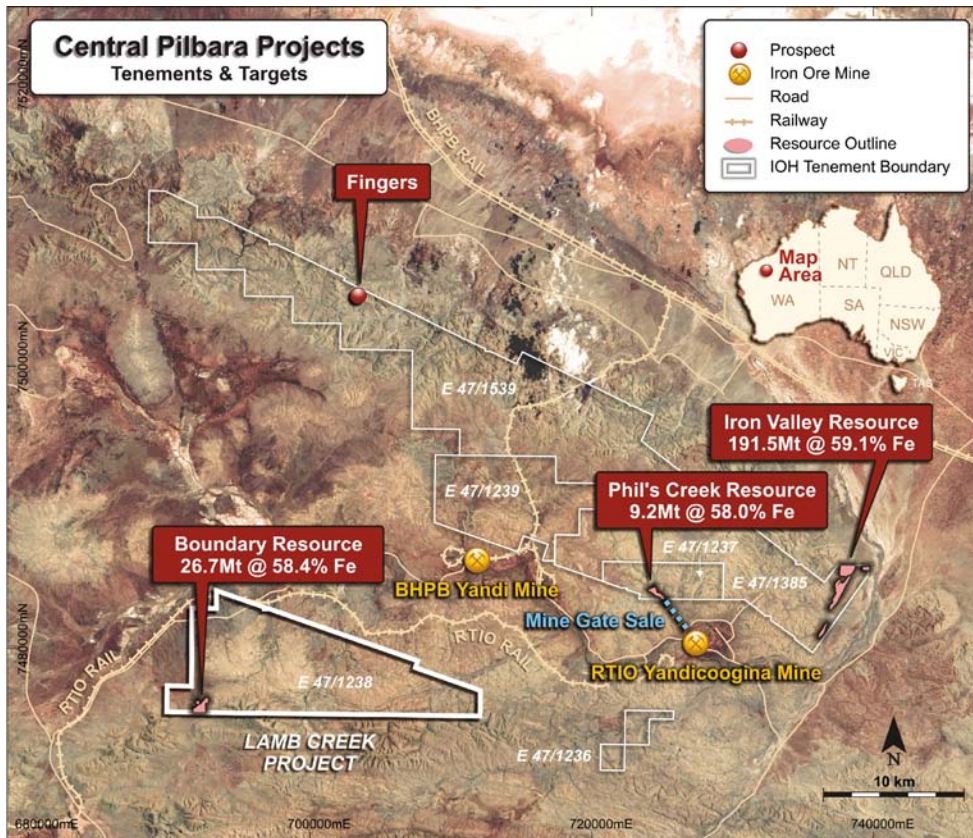 Central Pilbara Projects
Tenements & Targets
Prospect
Iron Ore Mine
Road
Railway
Resource Outline
IOH Tenement Boundary
7520000mN
BHPB RAIL
Fingers
Map
Area
NT
QLD
WA
SA
NSW
VIC
TAS
7500000mN
E 47/1539
Iron Valley Resource
191.5Mt @ 59.1% Fe
E 47/1239
Phil's Creek Resource
9.2Mt @ 58.0% Fe
Boundary Resource
26.7Mt @ 58.4% Fe
E 47/1237
E 47/1385
BHPB Yandi Mine
Mine Gate Sale
7480000mN
RTIO RAIL
RTIO RAIL
RTIO Yandicoogina Mine
E 47/1238
LAMB CREEK
PROJECT
E 47/1236
N
10 km
680000mE
700000mE
720000mE
740000mE